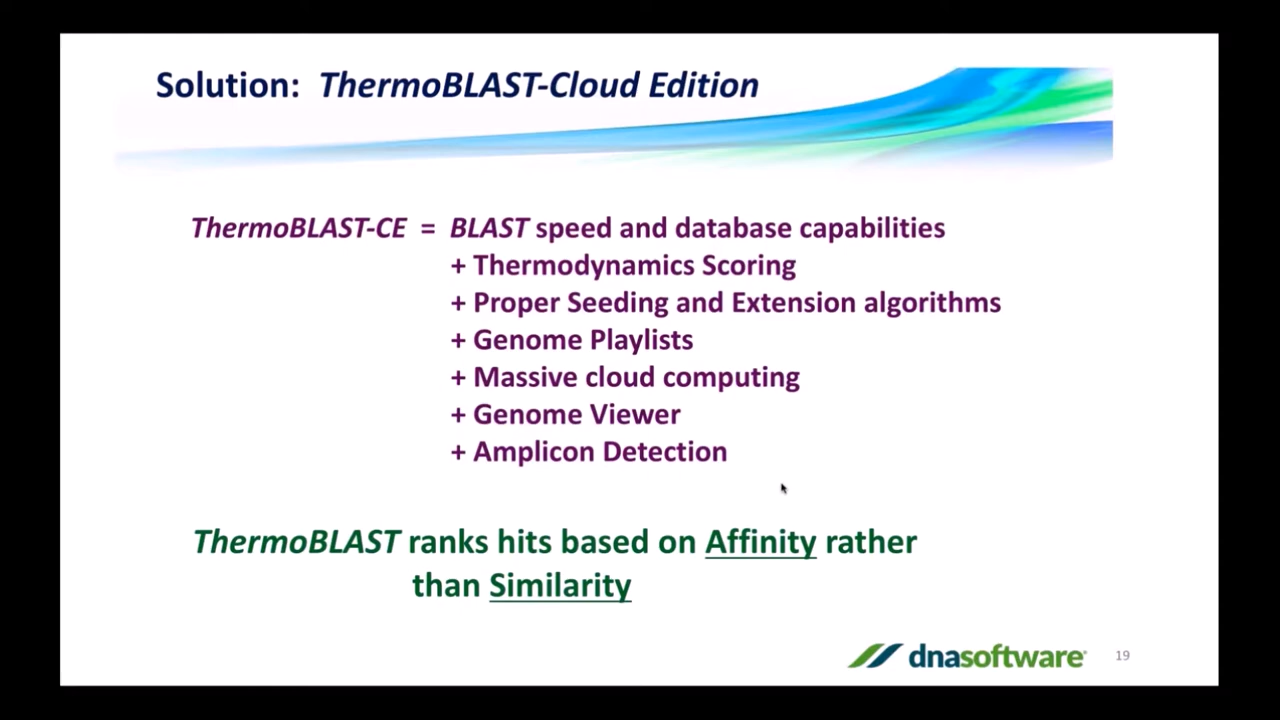 Solution: ThermoBLAST-Cloud Edition
ThermoBLAST-CE = BLAST speed and database capabilities
+ Thermodynamics Scoring
+ Proper Seeding and Extension algorithms
+ Genome Playlists
+ Massive cloud computing
+ Genome Viewer
+ Amplicon Detection
ThermoBLAST ranks hits based on Affinity rather
than Similarity
dnasoftware
19